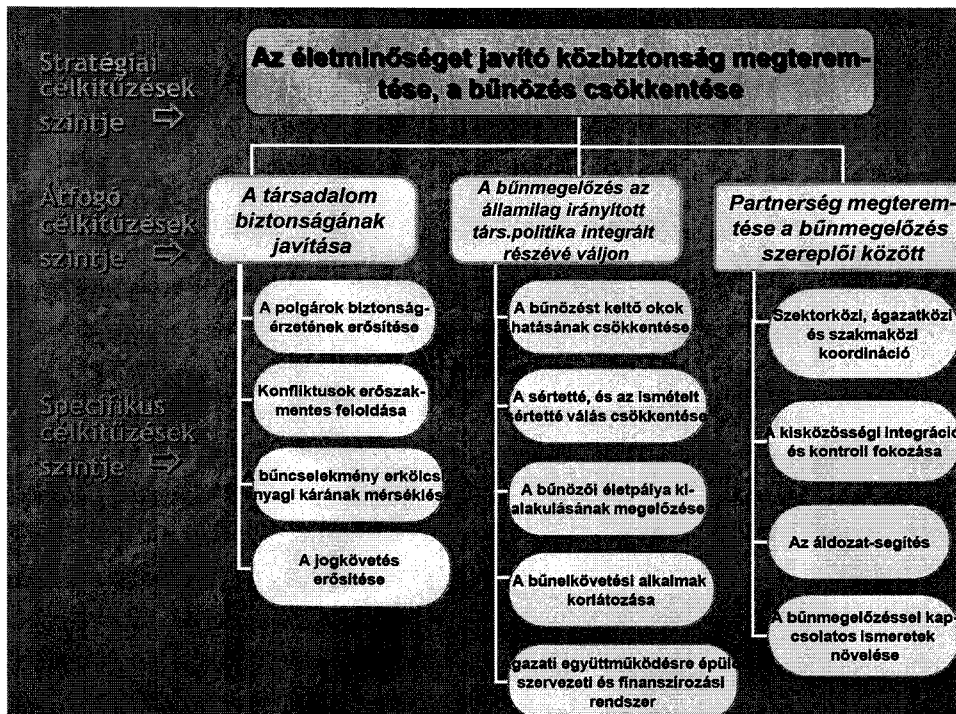 Stratégiai
célkitűzések
szintje
Az életminőséget javító közbiztonság megterem-
tése, a bűnözés csökkentése
Átfogó
célkitűzések
szintje
A társadalom
biztonságának
javítása
A bűnmegelőzés az
államilag irányított
társ.politika integrált
részévé váljon
Partnerség megterem-
tése a bűnmegelőzés
szereplői között
Specifikus
célkitűzések
szintje
A polgárok biztonság-
érzetének erősítése
Konfliktusok erőszak-
mentes feloldása
bűncselekmény erkölcs
nyagi kárának mérséklés
A jogkövetés
erősítése
A bűnözést keltő okok
hatásának csökkentése
A sértetté, és az ismételt
sértetté válás csökkentése
A bűnözői életpálya ki-
alakulásának megelőzése
A bűnelkövetési alkalmak
korlátozása
gazati együttműködésre épülő
szervezeti és finanszírozási
rendszer
Szektorközi, ágazatközi
és szakmaközi
koordináció
A kisközösségi integráció
és kontroll fokozása
Az áldozat-segítés
A bűnmegelőzéssel kap-
csolatos ismeretek
növelése